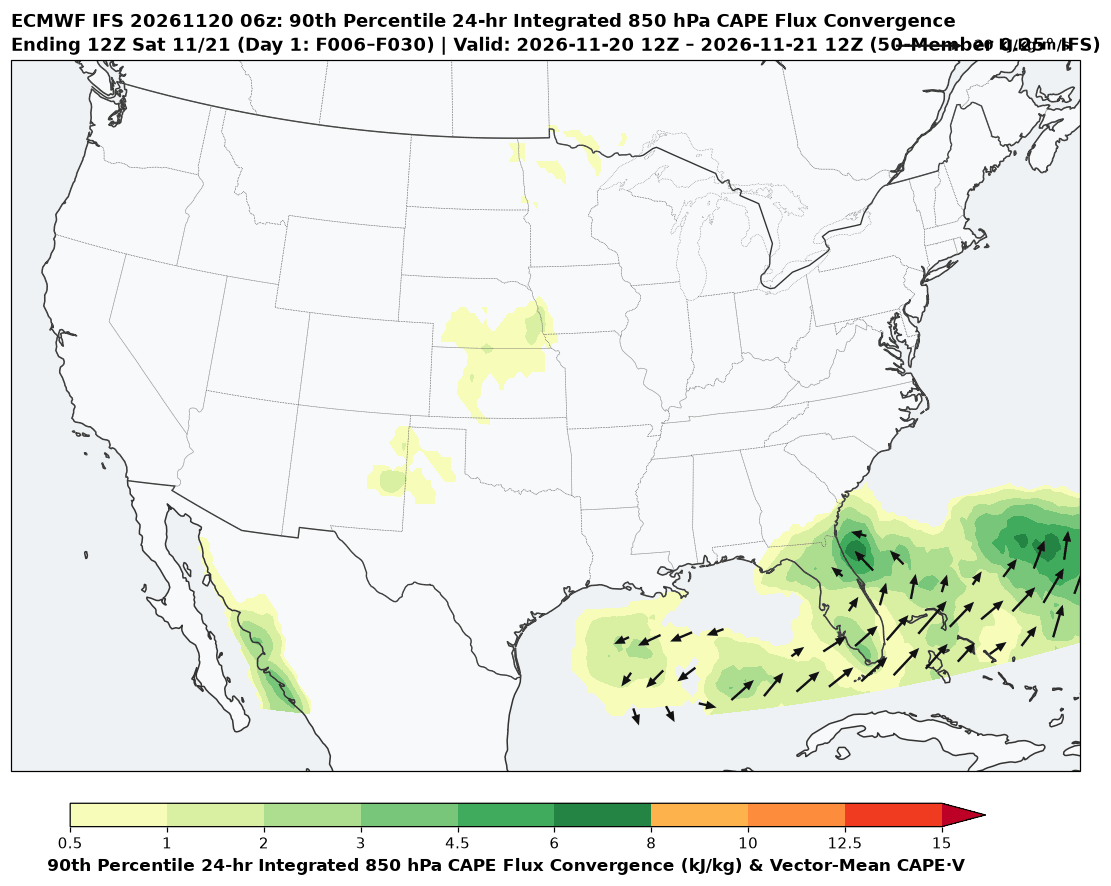 ECMWF IFS 20261120 06z: 90th Percentile 24-hr Integrated 850 hPa CAPE Flux Convergence
Ending 12Z Sat 11/21 (Day 1: F006–F030) | Valid: 2026-11-20 12Z – 2026-11-21 12Z (50-Member 0.25° IFS)
0.5 1 2 3 4.5 6 8 10 12.5 15
90th Percentile 24-hr Integrated 850 hPa CAPE Flux Convergence (kJ/kg) & Vector-Mean CAPE·V